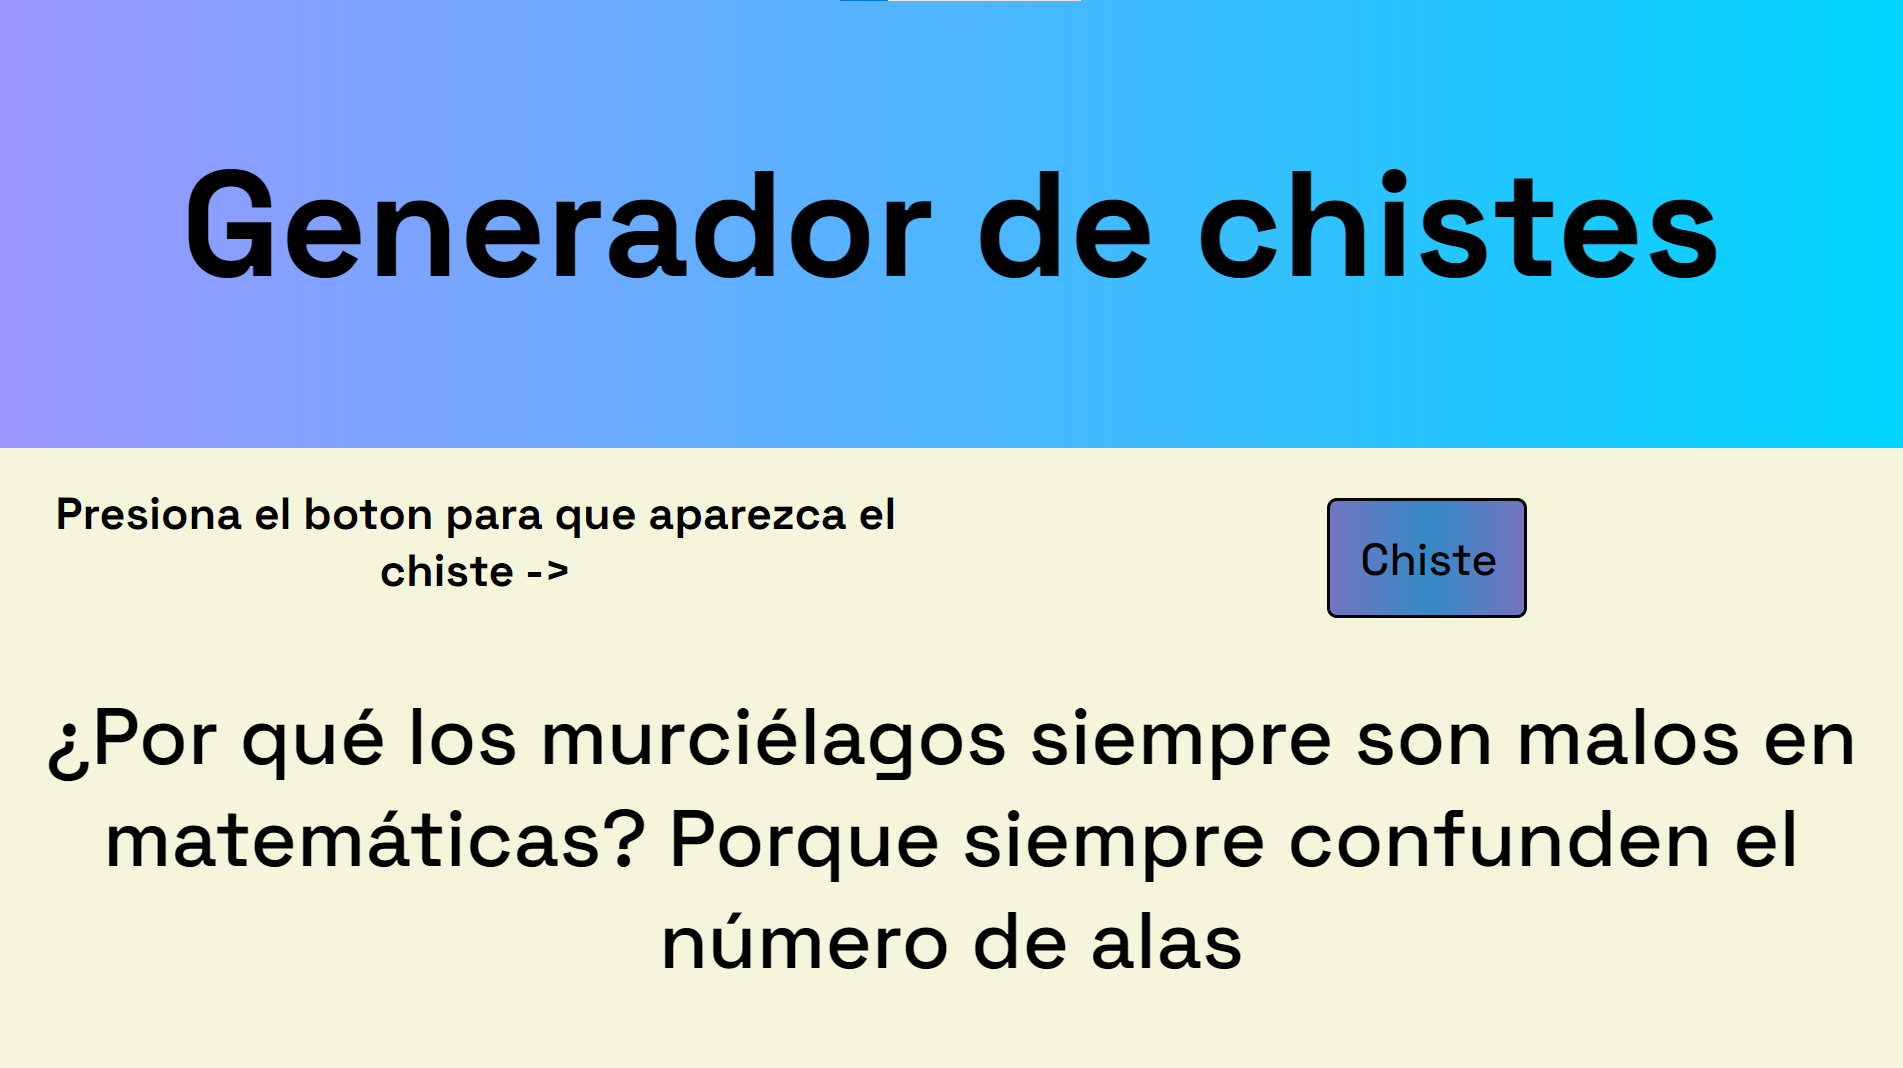 Generador de chistes
Presiona el boton para que aparezca el
chiste ->
Chiste
¿Por qué los murciélagos siempre son malos en
matemáticas? Porque siempre confunden el
número de alas